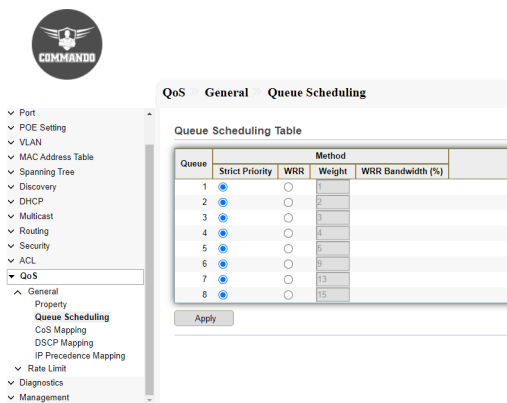 COMMANDO
QoS General Queue Scheduling
Port
POE Setting
VLAN
MAC Address Table
Spanning Tree
Discovery
DHCP
Multicast
Routing
Security
ACL
QoS
General
Property
Queue Scheduling
CoS Mapping
DSCP Mapping
IP Precedence Mapping
Rate Limit
Diagnostics
Management
Queue Scheduling Table
Queue Method
Strict Priority WRR Weight WRR Bandwidth (%)
1 1
2 2
3 3
4 4
5 5
6 9
7 13
8 15
Apply